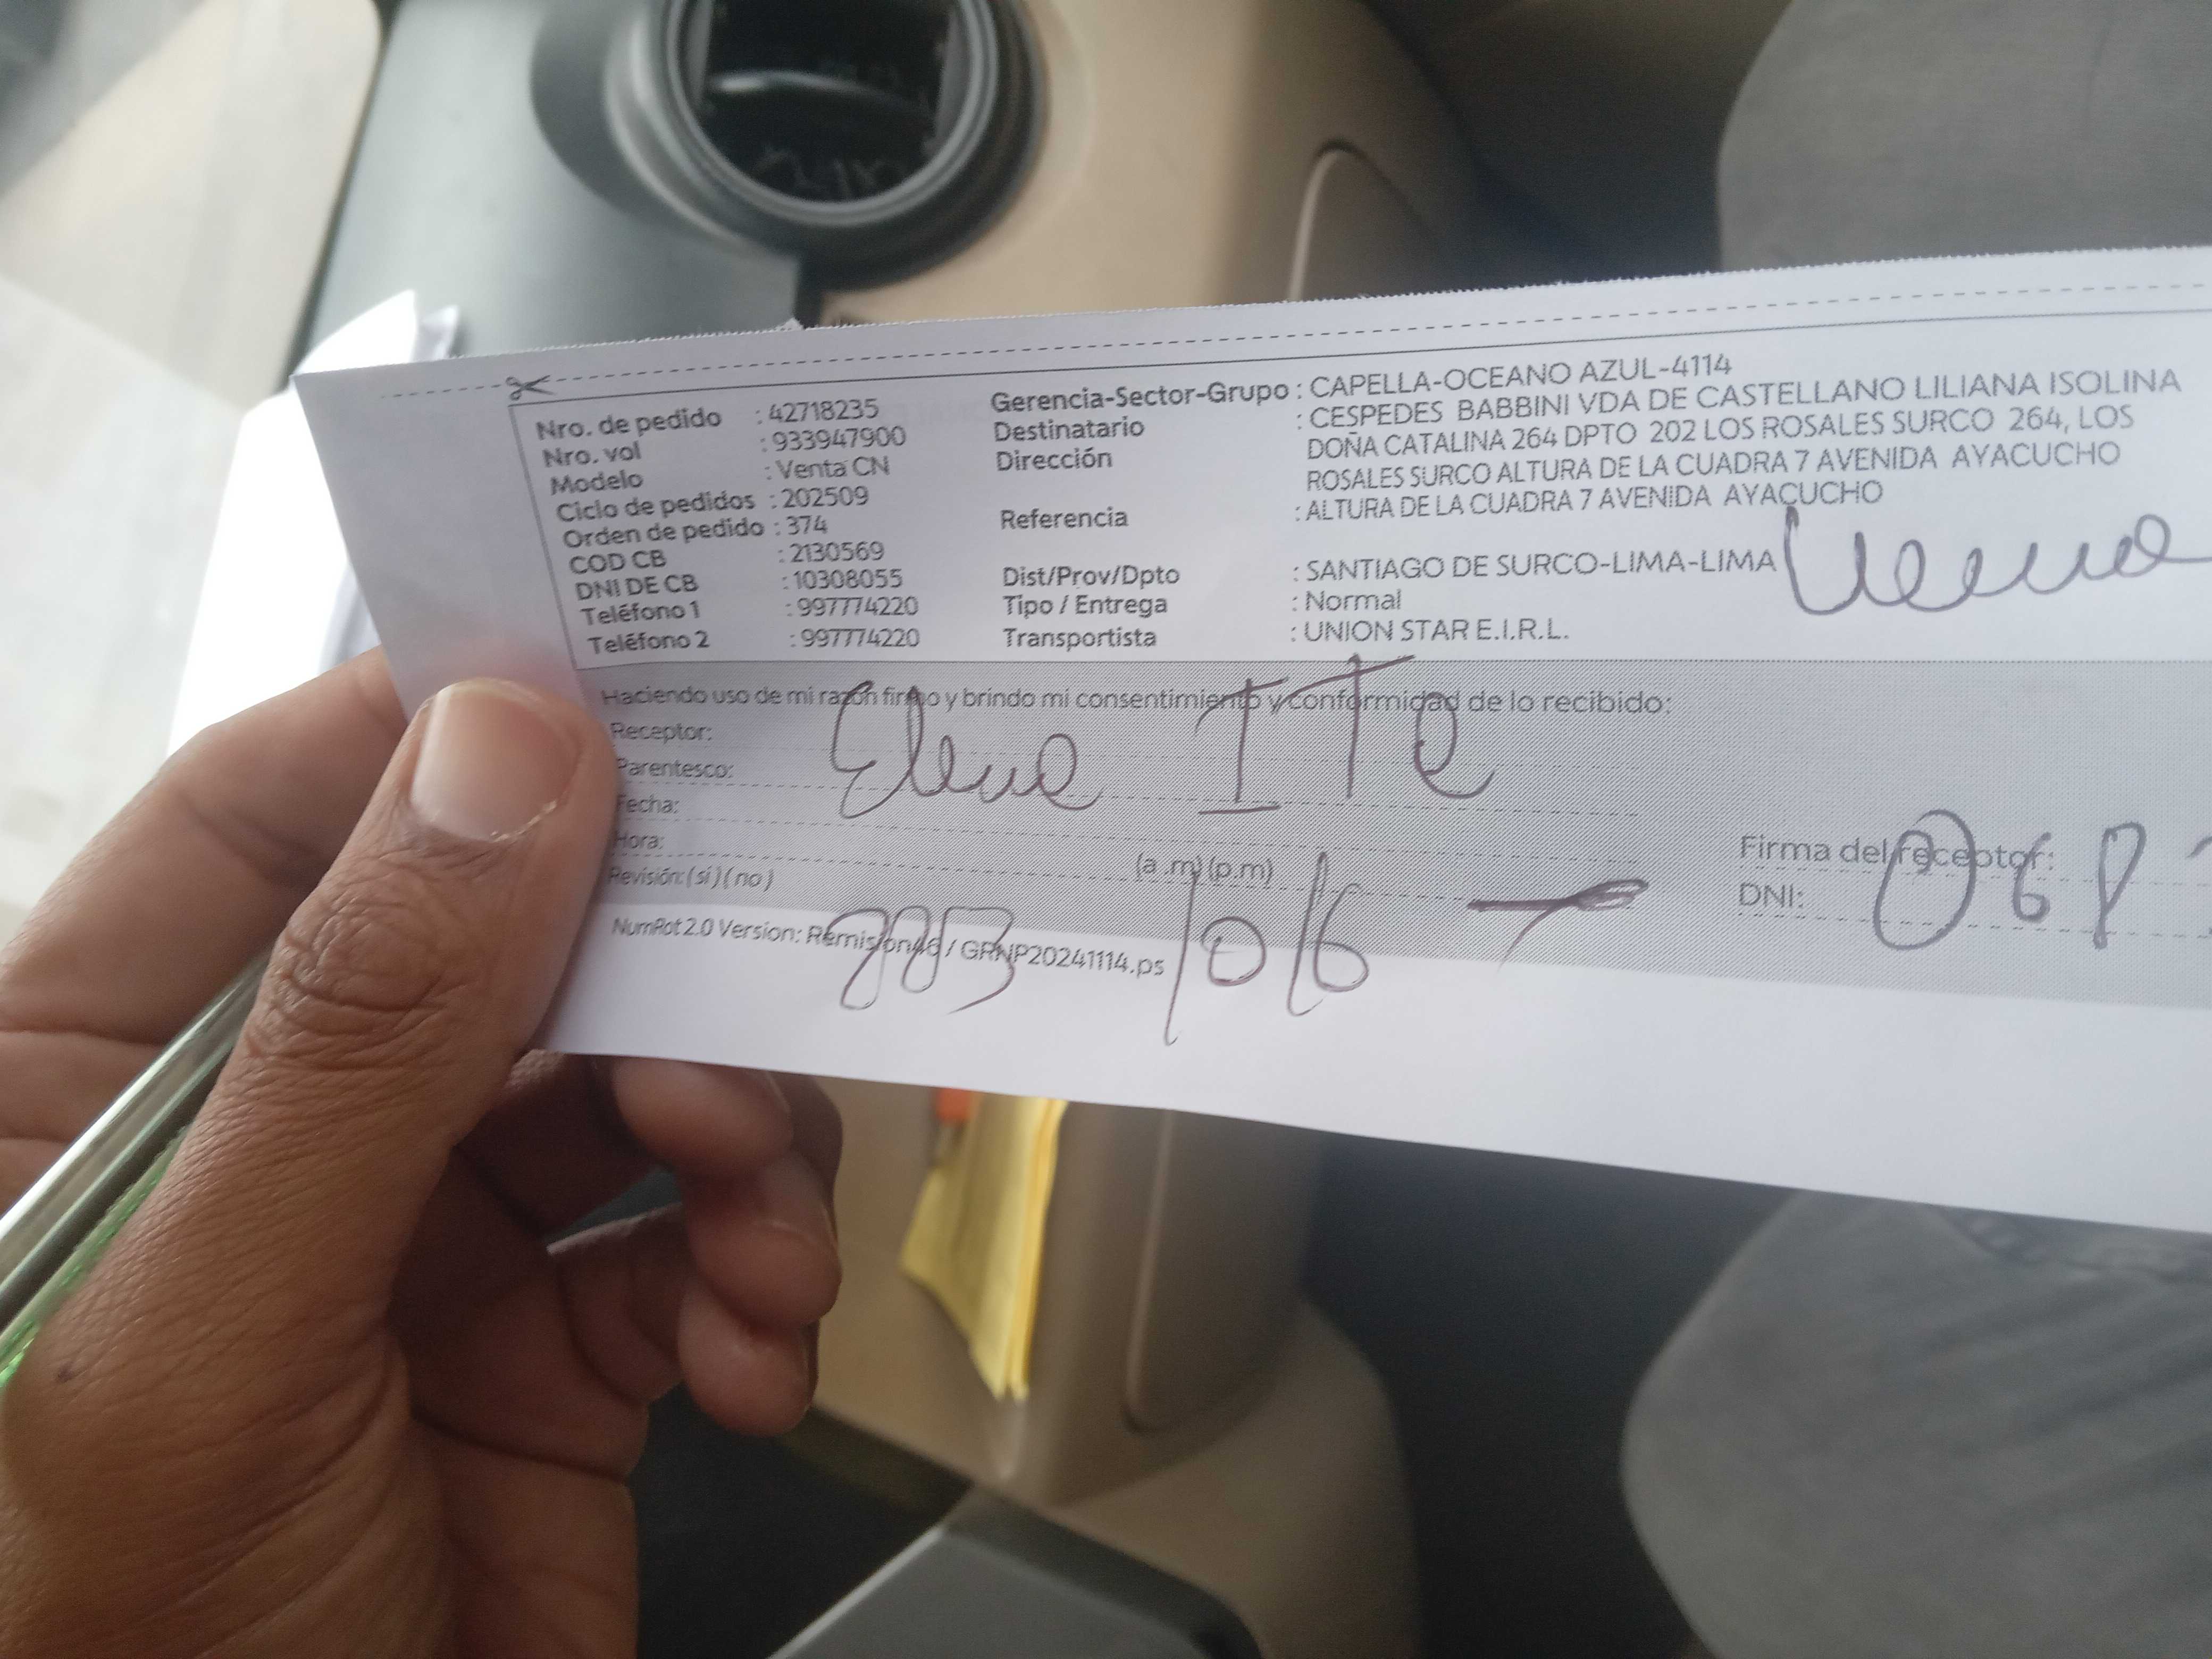 Nro. de pedido : 42718235
Nro. vol : 933947900
Modelo : Venta CN
Ciclo de pedidos : 202509
Orden de pedido : 374
COD CB : 2130569
DNI DE CB : 10308055
Teléfono 1 : 997774220
Teléfono 2 : 997774220
Gerencia-Sector-Grupo : CAPELLA-OCEANO AZUL-4114
Destinatario : CESPEDES BABBINI VDA DE CASTELLANO LILIANA ISOLINA
Dirección DOÑA CATALINA 264 DPTO 202 LOS ROSALES SURCO 264, LOS
ROSALES SURCO ALTURA DE LA CUADRA 7 AVENIDA AYACUCHO
Referencia : ALTURA DE LA CUADRA 7 AVENIDA AYACUCHO
Dist/Prov/Dpto : SANTIAGO DE SURCO-LIMA-LIMA
Tipo / Entrega : Normal
Transportista : UNION STAR E.I.R.L.
Haciendo uso de mi razón firmo y brindo mi consentimiento y conformidad de lo recibido:
Receptor: Elena ITe
Parentesco:
Fecha:
Hora: (a .m) (p.m)
Revisión: (si) (no)
Firma del receptor:
DNI: 068
NumRot 2.0 Version: Remision46 / GRNP20241114.ps